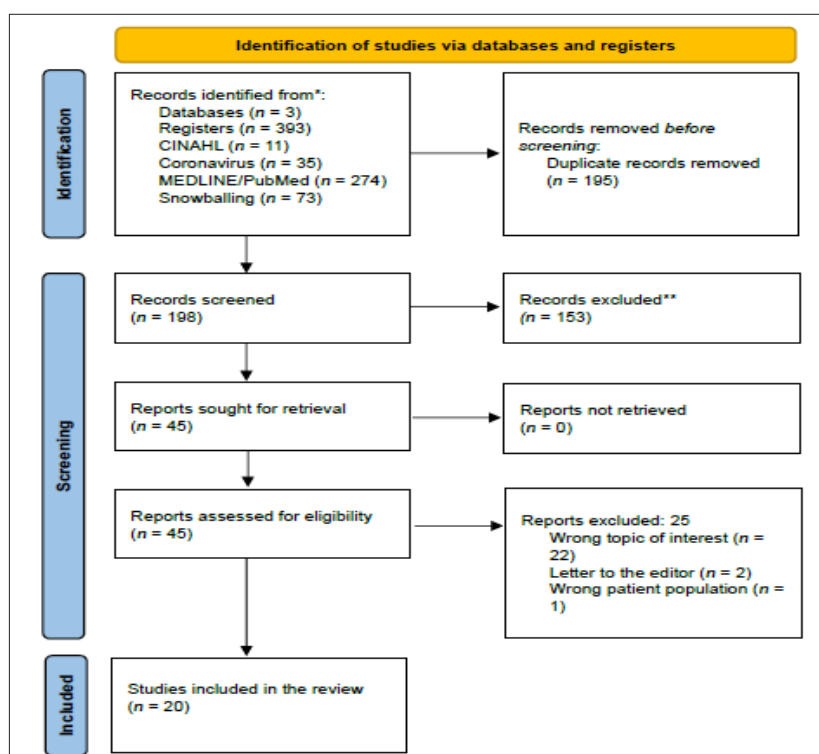 Identification of studies via databases and registers
Identification
Records identified from*:
Databases (n = 3)
Registers (n = 393)
CINAHL (n = 11)
Coronavirus (n = 35)
MEDLINE/PubMed (n = 274)
Snowballing (n = 73)
Records removed before
screening:
Duplicate records removed
(n = 195)
Screening
Records screened
(n = 198)
Records excluded**
(n = 153)
Reports sought for retrieval
(n = 45)
Reports not retrieved
(n = 0)
Reports assessed for eligibility
(n = 45)
Reports excluded: 25
Wrong topic of interest (n =
22)
Letter to the editor (n = 2)
Wrong patient population (n =
1)
Included
Studies included in the review
(n = 20)